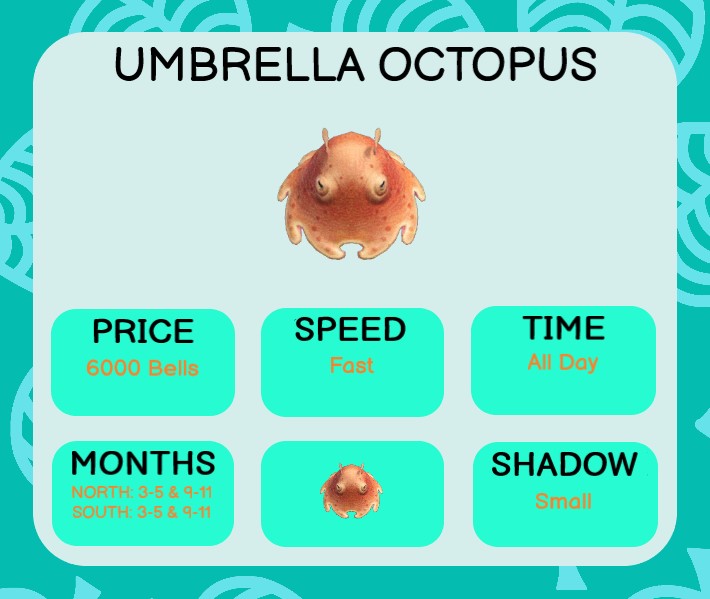 UMBRELLA OCTOPUS
PRICE
6000 Bells
SPEED
Fast
TIME
All Day
MONTHS
NORTH: 3-5 & 9-11
SOUTH: 3-5 & 9-11
SHADOW
Small